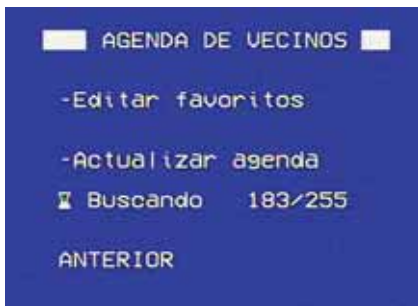 AGENDA DE VECINOS
-Editar favoritos
-Actualizar agenda
Buscando 183/255
ANTERIOR